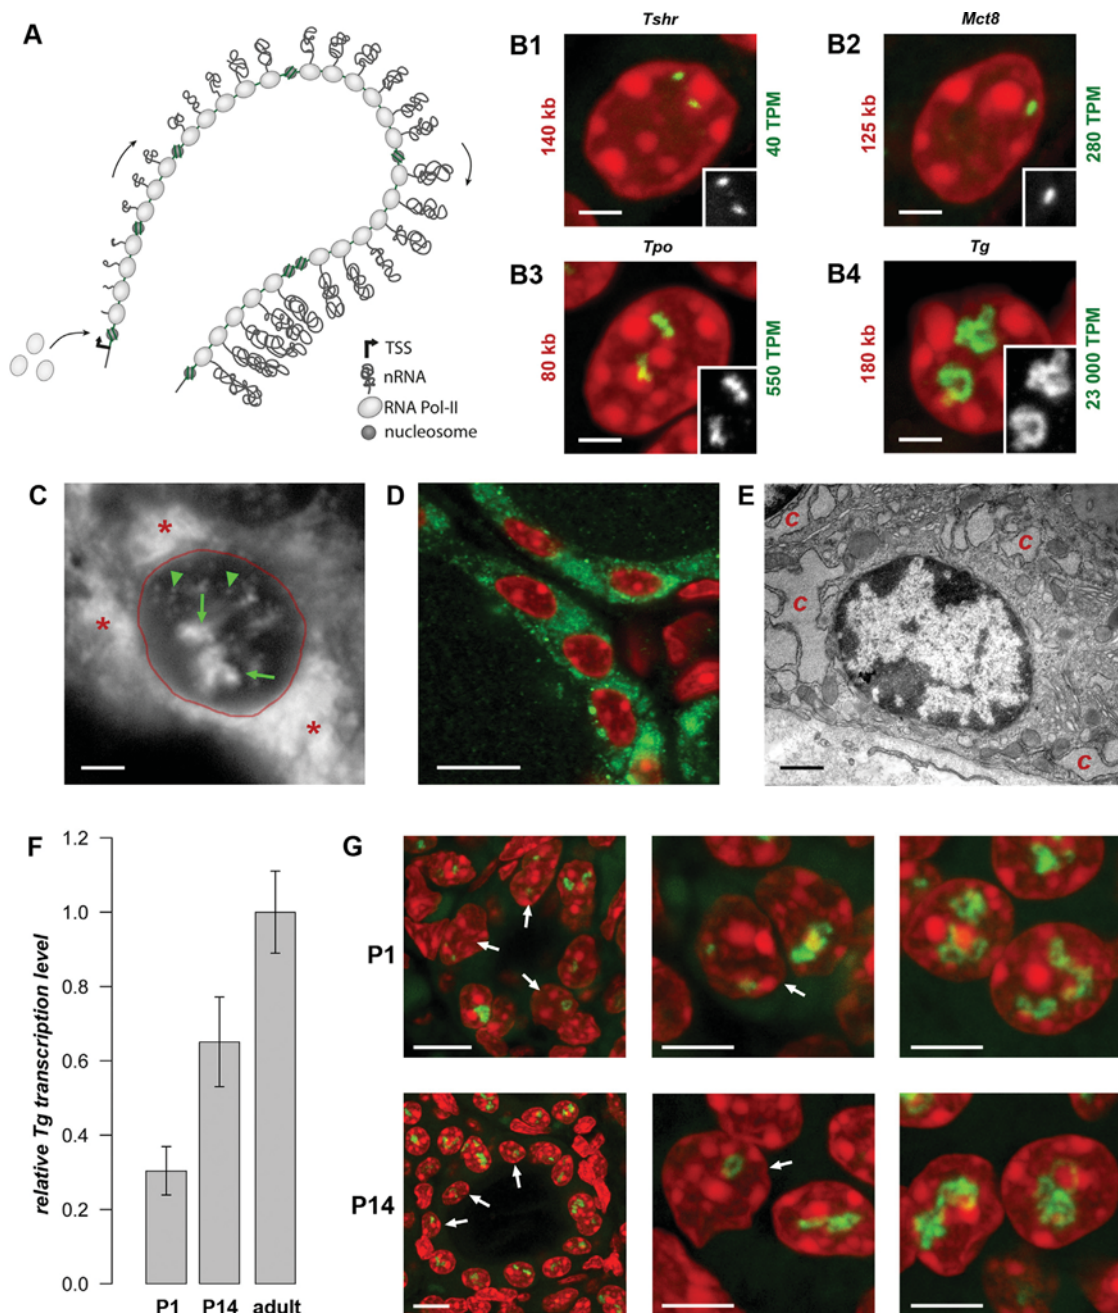 A
TSS
nRNA
RNA Pol-II
nucleosome
B1
Tshr
140 kb
40 TPM
B2
Mct8
125 kb
280 TPM
B3
Tpo
80 kb
550 TPM
B4
Tg
180 kb
23 000 TPM
C
*
*
*
D
E
C
C
C
C
F
relative Tg transcription level
1.2
1.0
0.8
0.6
0.4
0.2
0.0
P1 P14 adult
G
P1
P14